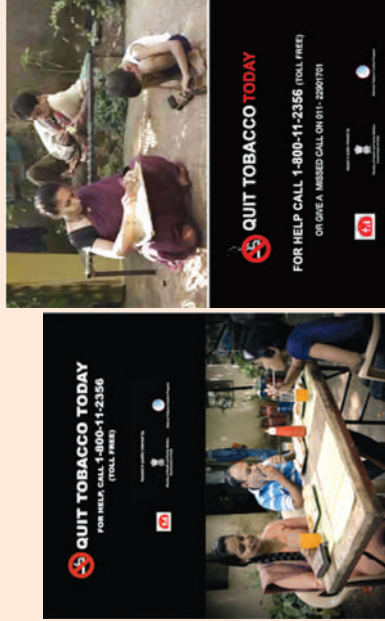 QUIT TOBACCO TODAY
FOR HELP CALL 1-800-11-2356 (TOLL FREE)
OR GIVE A MISSED CALL ON 011- 22901701
QUIT TOBACCO TODAY
FOR HELP, CALL 1-800-11-2356
(TOLL FREE)